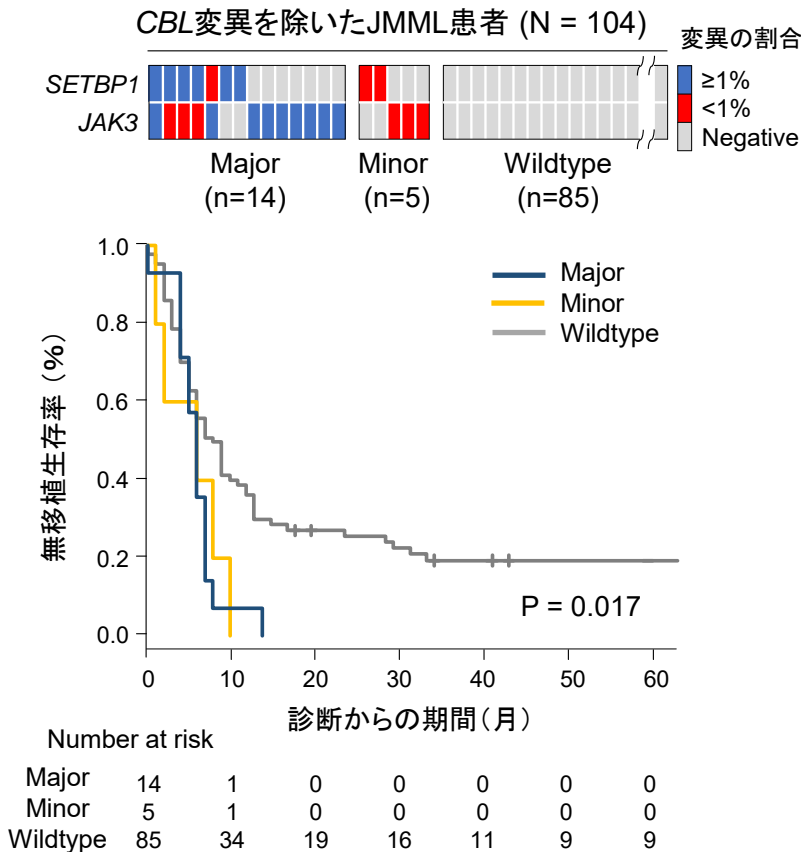 CBL変異を除いたJMML患者 (N = 104)
変異の割合
≥1%
<1%
Negative
SETBP1
JAK3
Major
(n=14)
Minor
(n=5)
Wildtype
(n=85)
Major
Minor
Wildtype
無移植生存率（%）
1.0
0.8
0.6
0.4
0.2
0.0
P = 0.017
0 10 20 30 40 50 60
診断からの期間（月）
Number at risk
Major 14 1 0 0 0 0 0
Minor 5 1 0 0 0 0 0
Wildtype 85 34 19 16 11 9 9